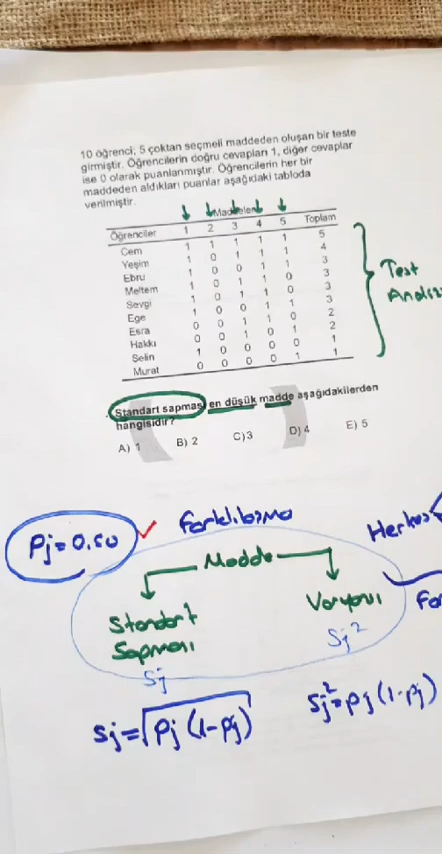 10 öğrenci, 5 çoktan seçmeli maddeden oluşan bir teste
girmiştir. Öğrencilerin doğru cevapları 1, diğer cevaplar
ise 0 olarak puanlanmıştır. Öğrencilerin her bir
maddeden aldıkları puanlar aşağıdaki tabloda
verilmiştir.
Maddeler
Öğrenciler 1 2 3 4 5 Toplam
Cem 1 1 1 1 1 5
Yeşim 1 0 1 1 1 4
Ebru 1 0 0 1 1 3
Meltem 1 0 1 1 0 3
Sevgi 1 0 1 1 0 3
Ege 1 0 0 1 1 3
Esra 0 0 1 1 0 2
Hakkı 0 0 1 0 1 2
Selin 1 0 0 0 0 1
Murat 0 0 0 0 1 1
Test
Analizi
Standart sapması en düşük madde aşağıdakilerden
hangisidir?
A) 1 B) 2 C) 3 D) 4 E) 5
Pj=0.50
farklılaşma
Herkes
Madde
Standart
Sapması
Sj
Varyansı
Sj²
Sj=√Pj(1-Pj)
Sj²=Pj(1-Pj)